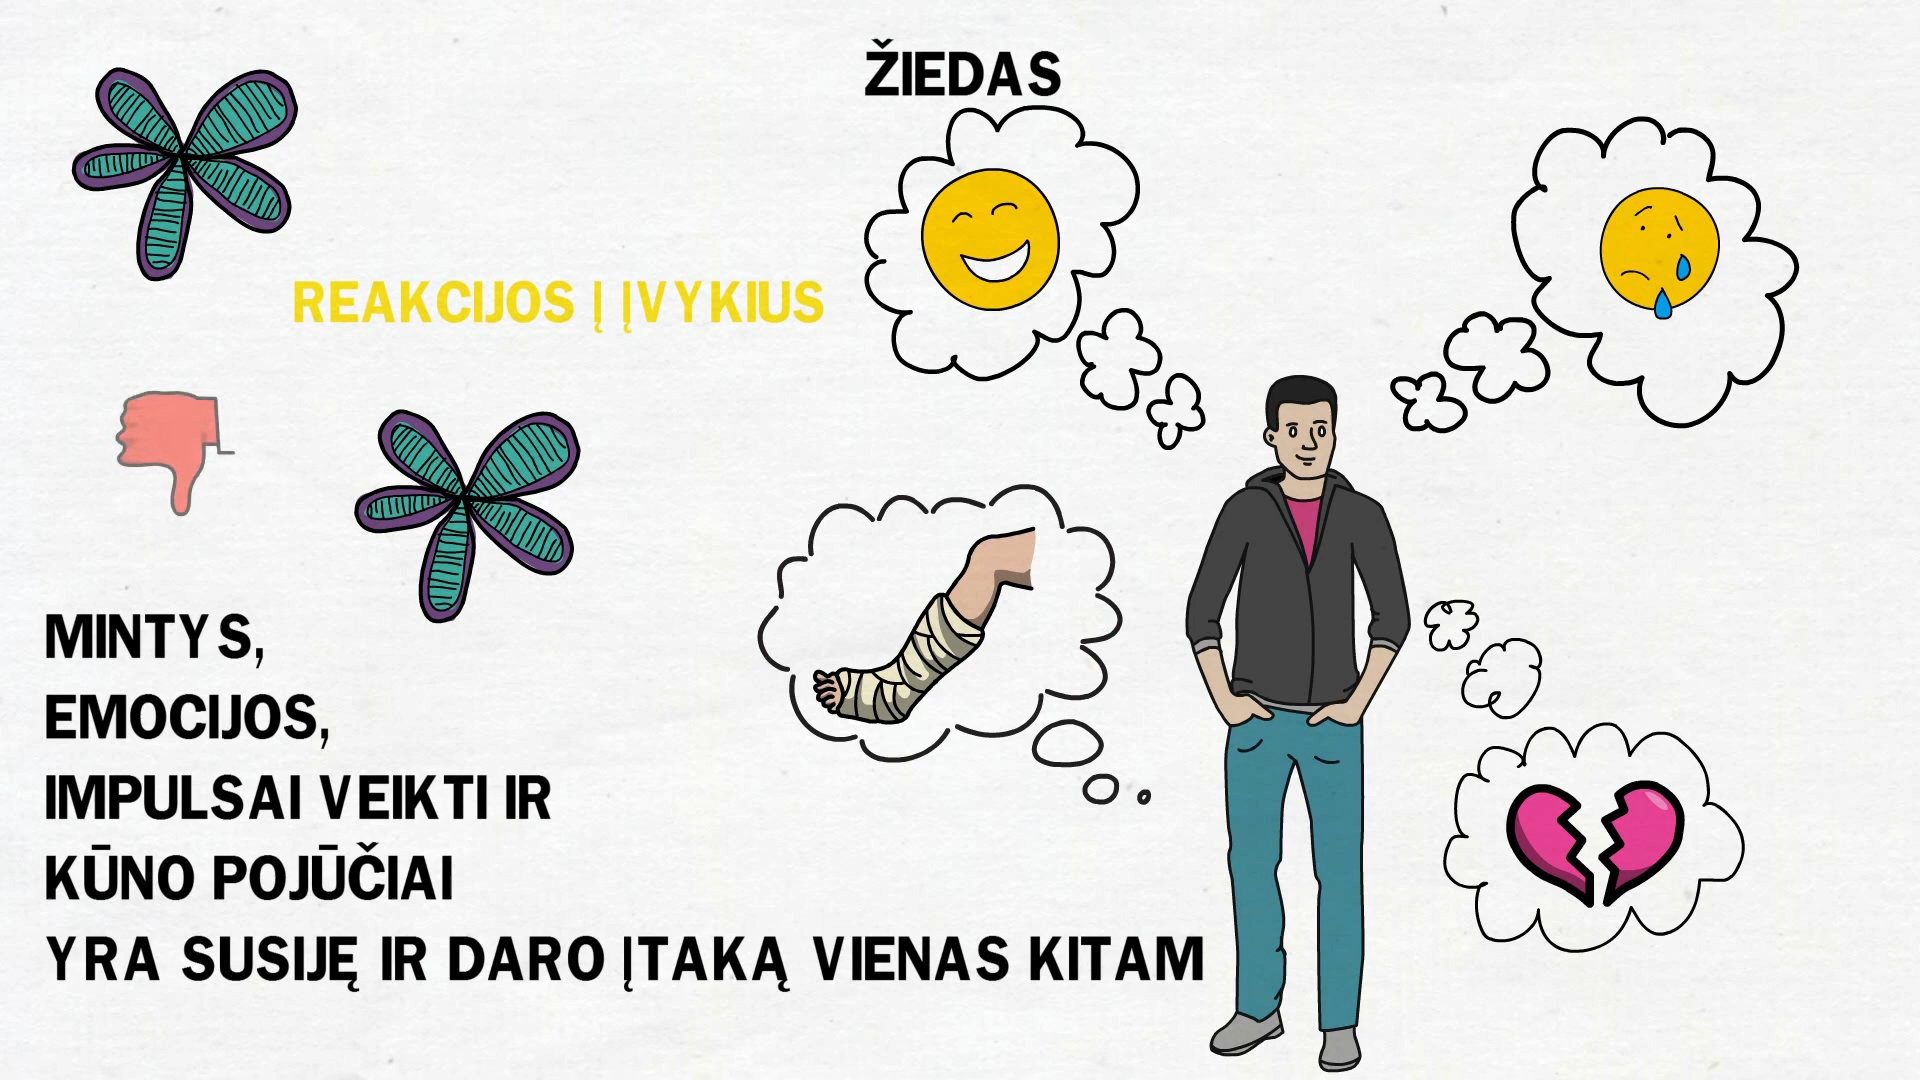 ŽIEDAS
REAKCIJOS Į ĮVYKIUS
MINTYS,
EMOCIJOS,
IMPULSAI VEIKTI IR
KŪNO POJŪČIAI
YRA SUSIJĘ IR DARO ĮTAKĄ VIENAS KITAM